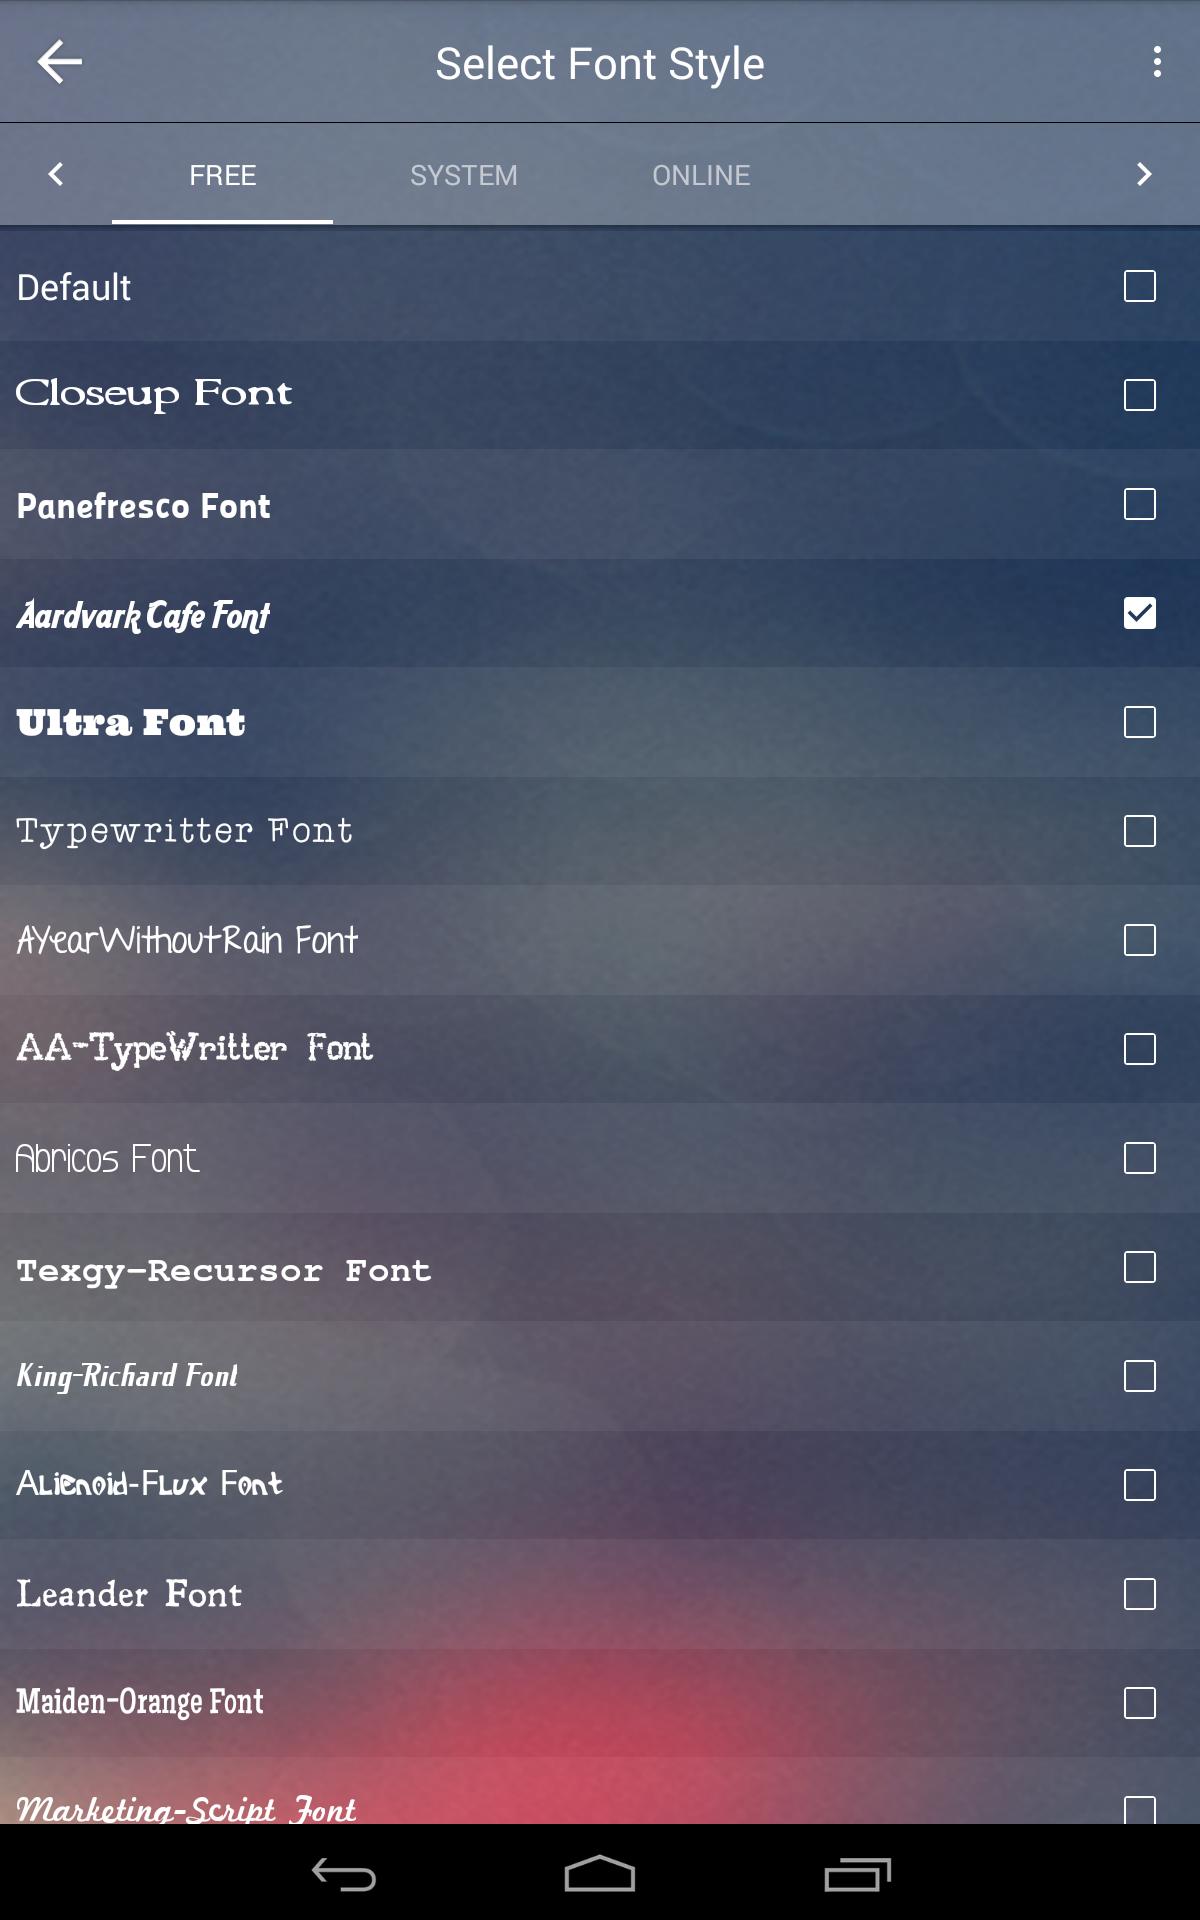 Select Font Style
FREE SYSTEM ONLINE
Default
Closeup Font
Panefresco Font
Aardvark Cafe Font
Ultra Font
Typewritter Font
AYearWithoutRain Font
AA-TypeWritter Font
Abricos Font
Texgy-Recursor Font
King-Richard Font
Alienoid-Flux Font
Leander Font
Maiden-Orange Font
Marketing-Script Font